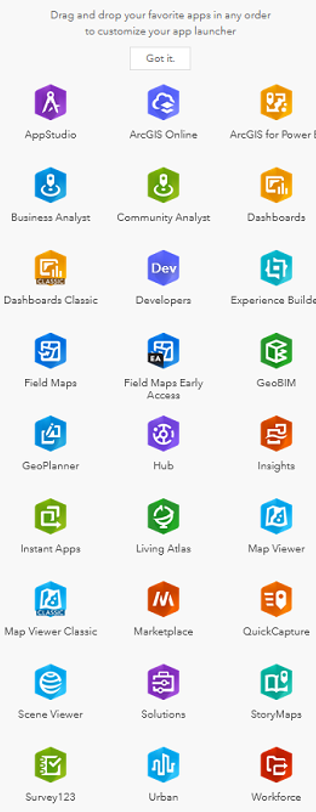 Drag and drop your favorite apps in any order
to customize your app launcher
Got it.
AppStudio
ArcGIS Online
ArcGIS for Power
Business Analyst
Community Analyst
Dashboards
CLASSIC
Dashboards Classic
Dev
Developers
Experience Builde
Field Maps
EA
Field Maps Early
Access
GeoBIM
GeoPlanner
Hub
Insights
Instant Apps
Living Atlas
Map Viewer
CLASSIC
Map Viewer Classic
Marketplace
QuickCapture
Scene Viewer
Solutions
StoryMaps
Survey123
Urban
Workforce